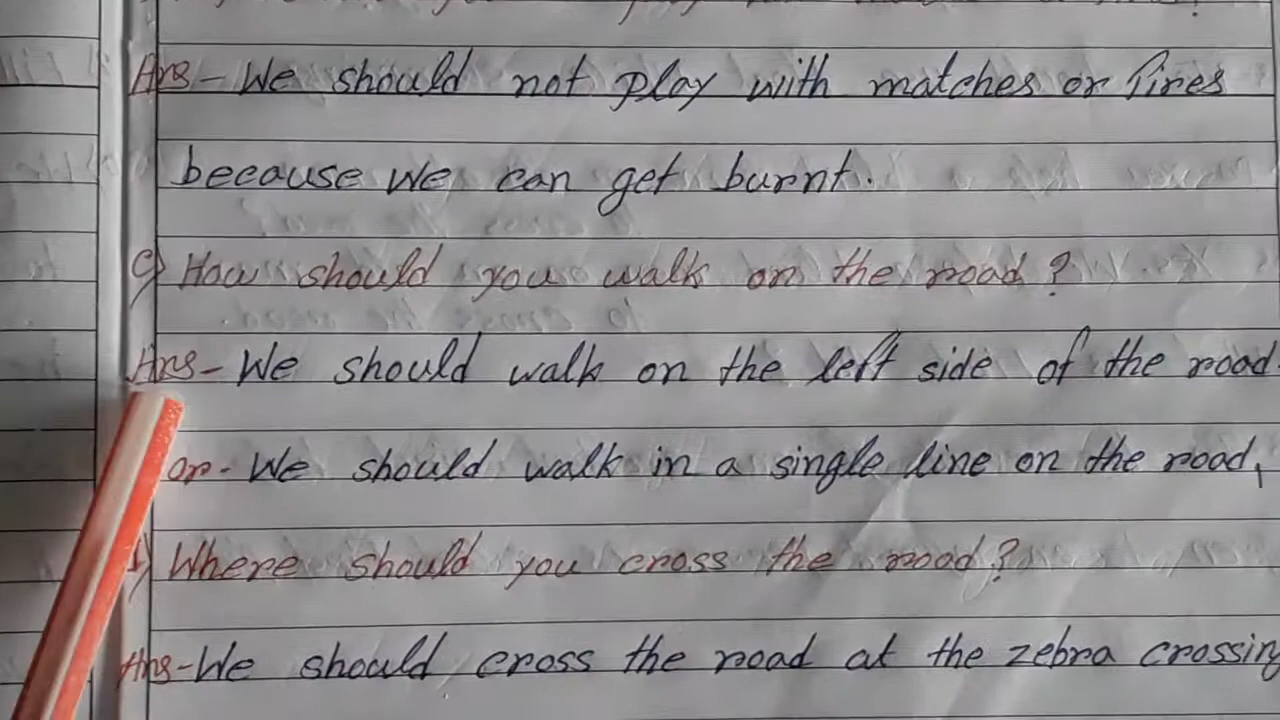 Ans - We should not play with matches or fires
because we can get burnt.
c) How should you walk on the road?
Ans - We should walk on the left side of the road.
or - We should walk in a single line on the road,
) Where should you cross the road?
Ans - We should cross the road at the zebra crossing